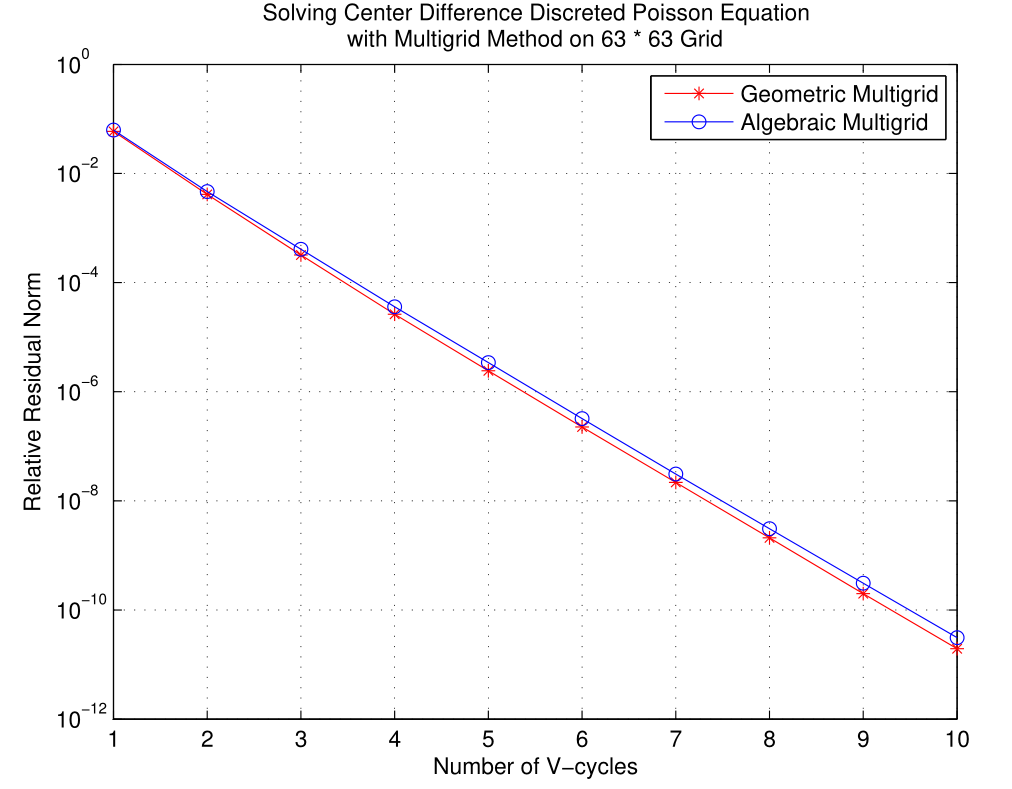 Solving Center Difference Discreted Poisson Equation
with Multigrid Method on 63 * 63 Grid
Geometric Multigrid
Algebraic Multigrid
Relative Residual Norm
10^0
10^−2
10^−4
10^−6
10^−8
10^−10
10^−12
1 2 3 4 5 6 7 8 9 10
Number of V−cycles